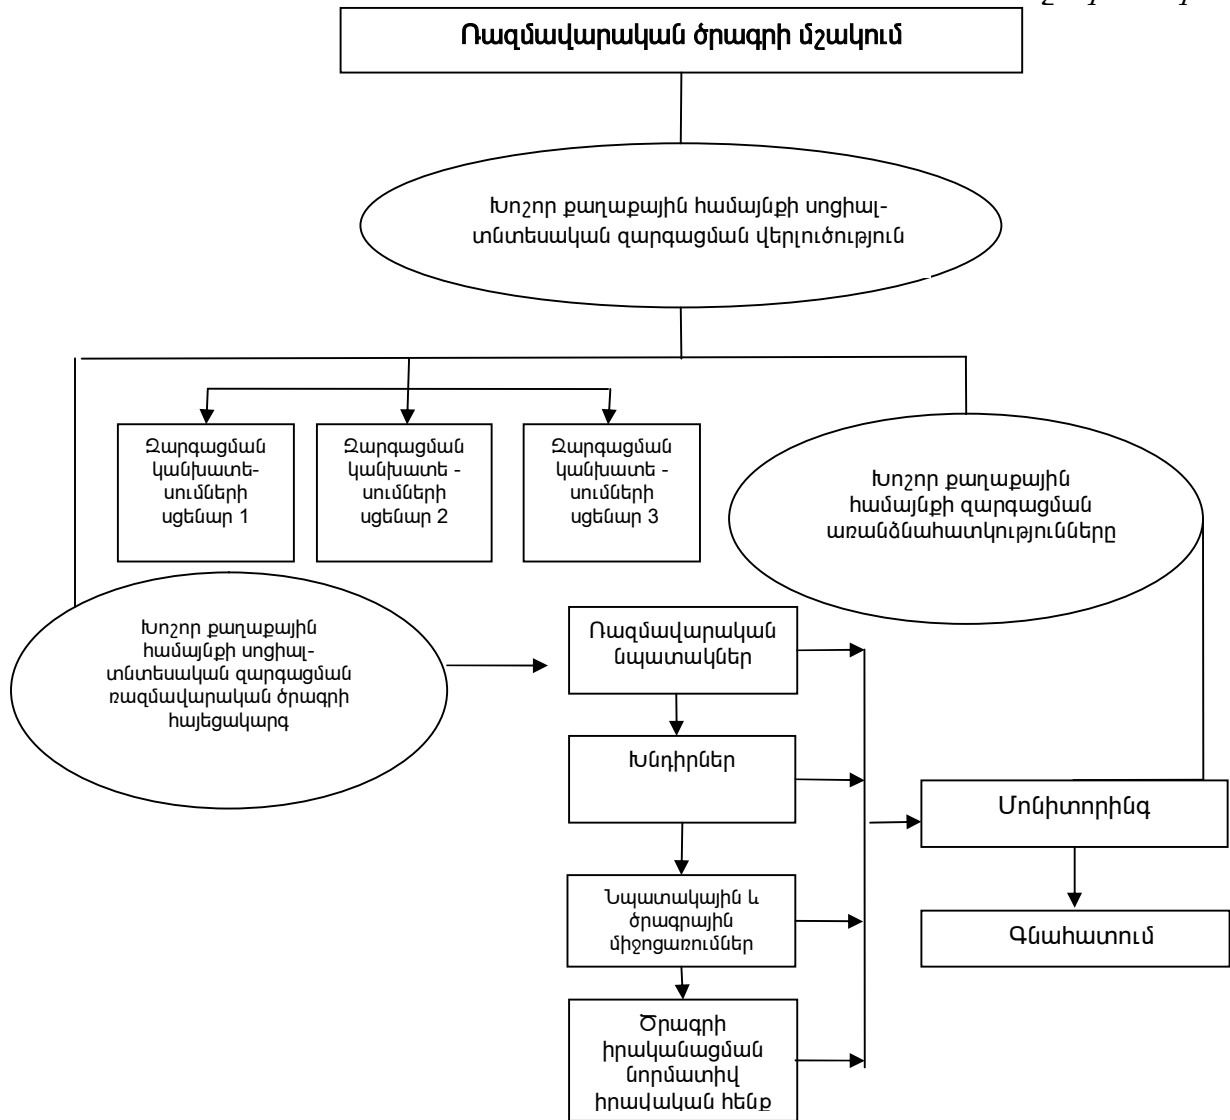 Ռազմավարական ծրագրի մշակում
Խոշոր քաղաքային համայնքի սոցիալ-
տնտեսական զարգացման վերլուծություն
Զարգացման
կանխատե-
սումների
սցենար 1
Զարգացման
կանխատե -
սումների
սցենար 2
Զարգացման
կանխատե -
սումների
սցենար 3
Խոշոր քաղաքային
համայնքի զարգացման
առանձնահատկությունները
Խոշոր քաղաքային
համայնքի սոցիալ-
տնտեսական զարգացման
ռազմավարական ծրագրի
հայեցակարգ
Ռազմավարական
նպատակներ
Խնդիրներ
Նպատակային և
ծրագրային
միջոցառումներ
Ծրագրի
իրականացման
նորմատիվ
իրավական հենք
Մոնիտորինգ
Գնահատում